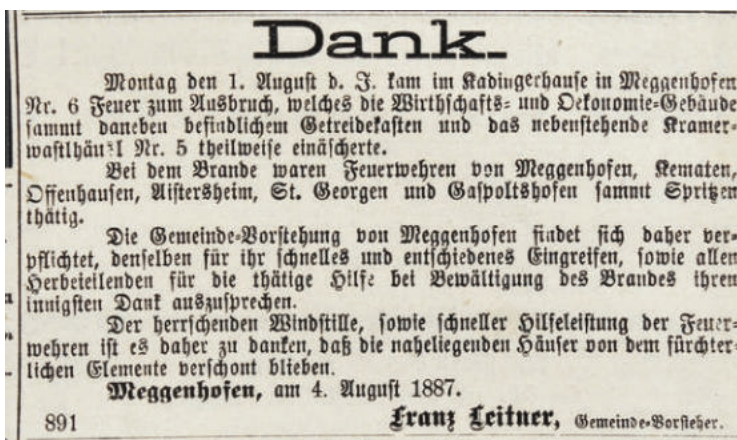 Dank.
Montag den 1. August d. J. kam im Kadingerhause in Meggenhofen
Nr. 6 Feuer zum Ausbruch, welches die Wirthschafts- und Oekonomie-Gebäude
sammt daneben befindlichem Getreidekasten und das nebenstehende Kramer-
wastlhäusl Nr. 5 theilweise einäscherte.
Bei dem Brande waren Feuerwehren von Meggenhofen, Kematen,
Offenhausen, Aistersheim, St. Georgen und Gaspoltshofen sammt Spritzen
thätig.
Die Gemeinde-Vorstehung von Meggenhofen findet sich daher ver-
pflichtet, denselben für ihr schnelles und entschiedenes Eingreifen, sowie allen
Herbeieilenden für die thätige Hilfe bei Bewältigung des Brandes ihren
innigsten Dank auszusprechen.
Der herrschenden Windstille, sowie schneller Hilfeleistung der Feuer-
wehren ist es daher zu danken, daß die naheliegenden Häuser von dem fürchter-
lichen Elemente verschont blieben.
Meggenhofen, am 4. August 1887.
891 Franz Leitner, Gemeinde-Vorsteher.